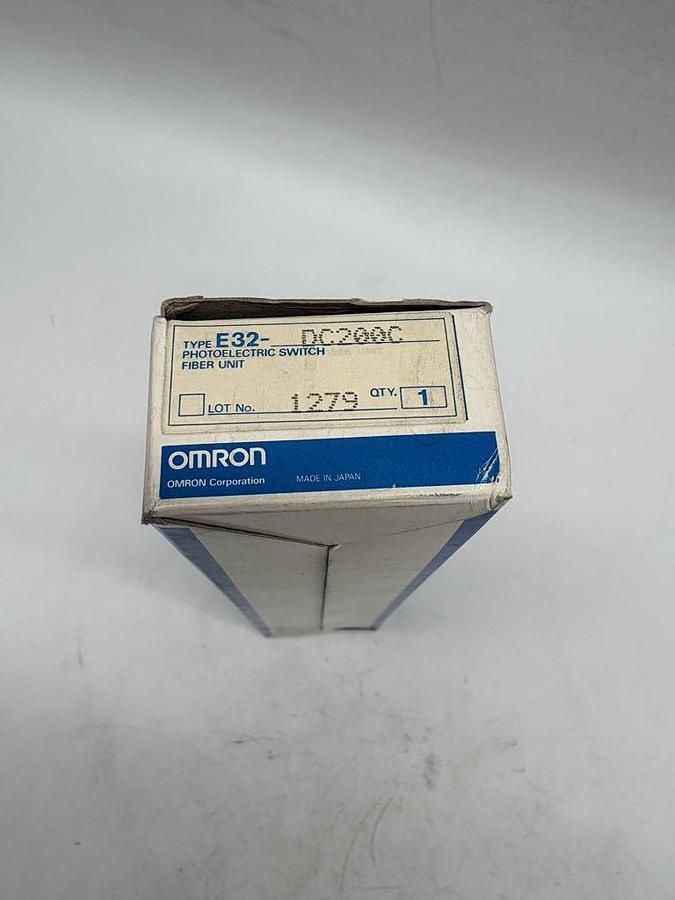 TYPE E32- DC200C
PHOTOELECTRIC SWITCH
FIBER UNIT
LOT No. 1279 QTY. 1
OMRON
OMRON Corporation MADE IN JAPAN